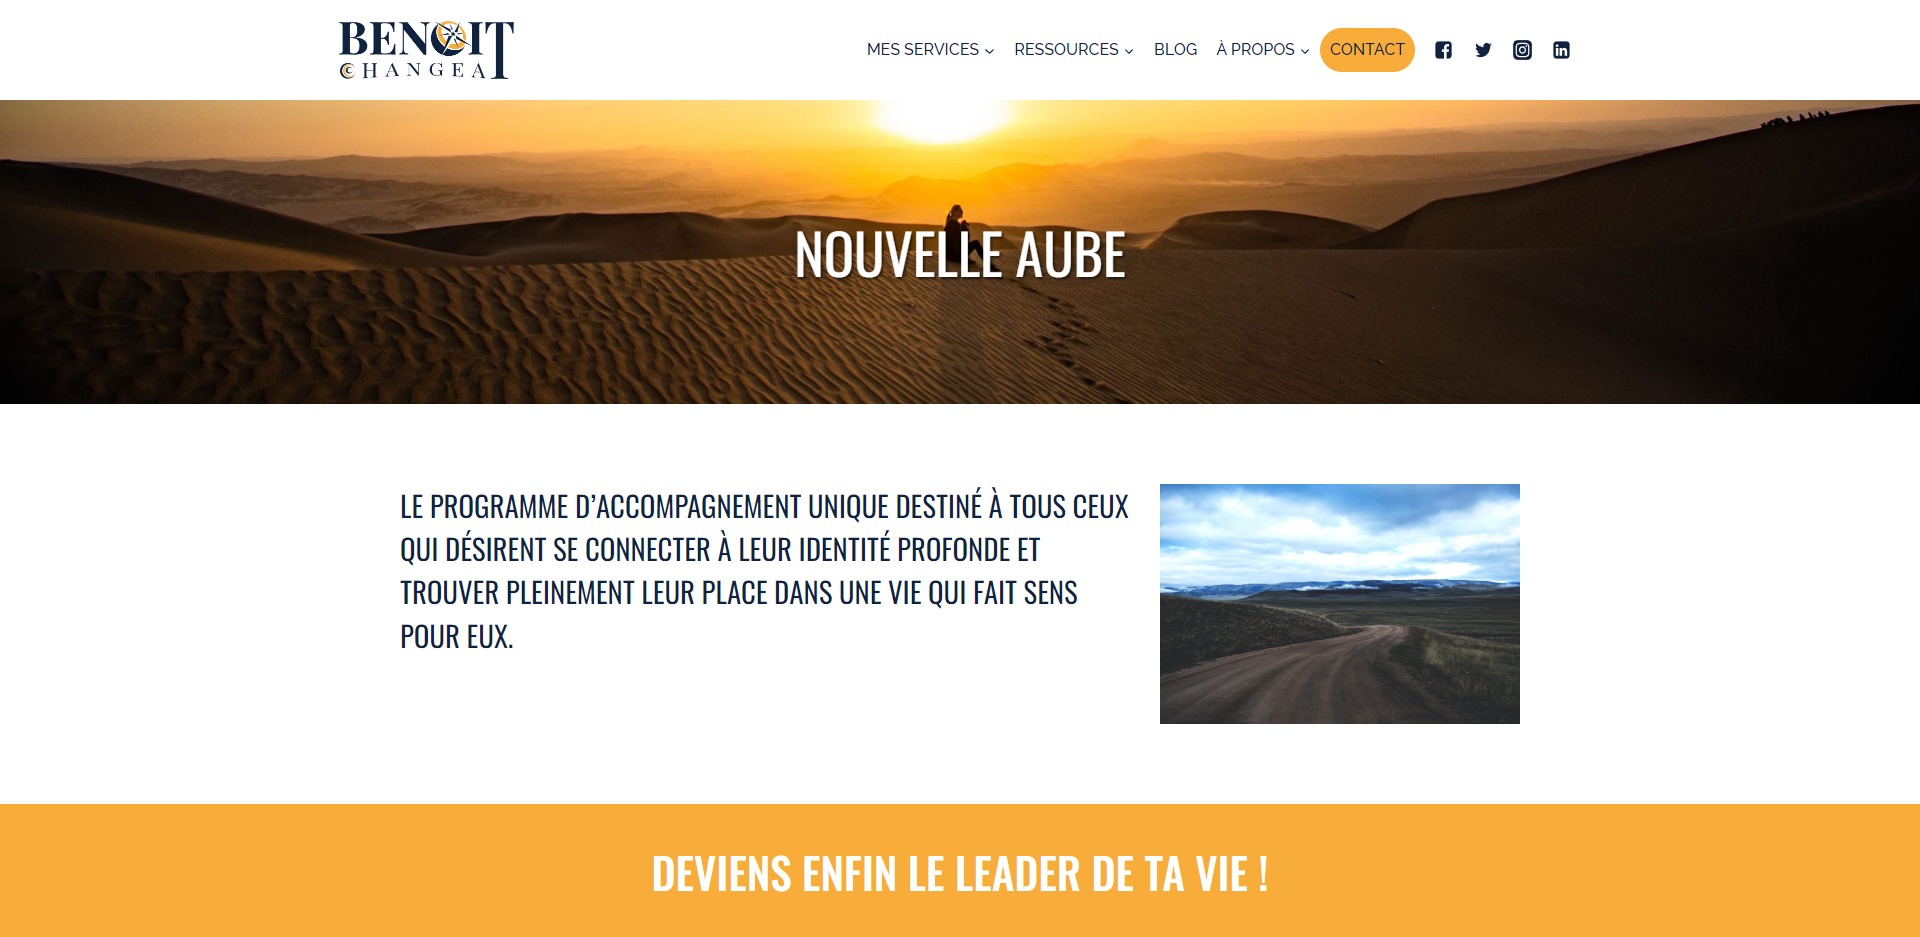 BENOIT
CHANGEAT
MES SERVICES
RESSOURCES
BLOG
À PROPOS
CONTACT
NOUVELLE AUBE
LE PROGRAMME D’ACCOMPAGNEMENT UNIQUE DESTINÉ À TOUS CEUX
QUI DÉSIRENT SE CONNECTER À LEUR IDENTITÉ PROFONDE ET
TROUVER PLEINEMENT LEUR PLACE DANS UNE VIE QUI FAIT SENS
POUR EUX.
DEVIENS ENFIN LE LEADER DE TA VIE !